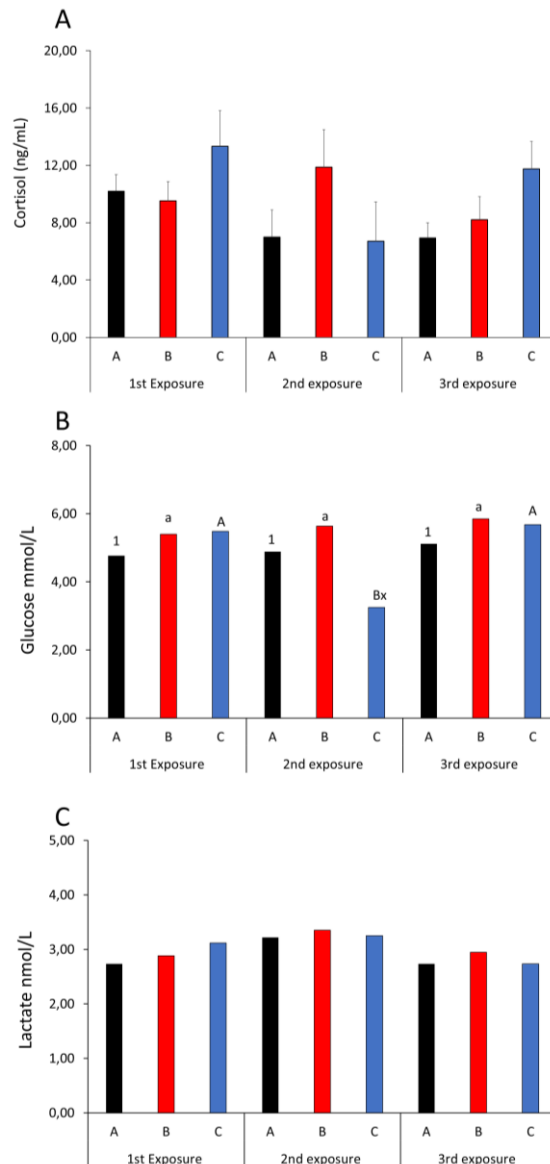 A
Cortisol (ng/mL)
20,00
16,00
12,00
8,00
4,00
0,00
A B C A B C A B C
1st Exposure 2nd exposure 3rd exposure
B
Glucose mmol/L
8,00
6,00
4,00
2,00
0,00
1 a A 1 a Bx 1 a A
A B C A B C A B C
1st Exposure 2nd exposure 3rd exposure
C
Lactate nmol/L
5,00
4,00
3,00
2,00
1,00
0,00
A B C A B C A B C
1st Exposure 2nd exposure 3rd exposure